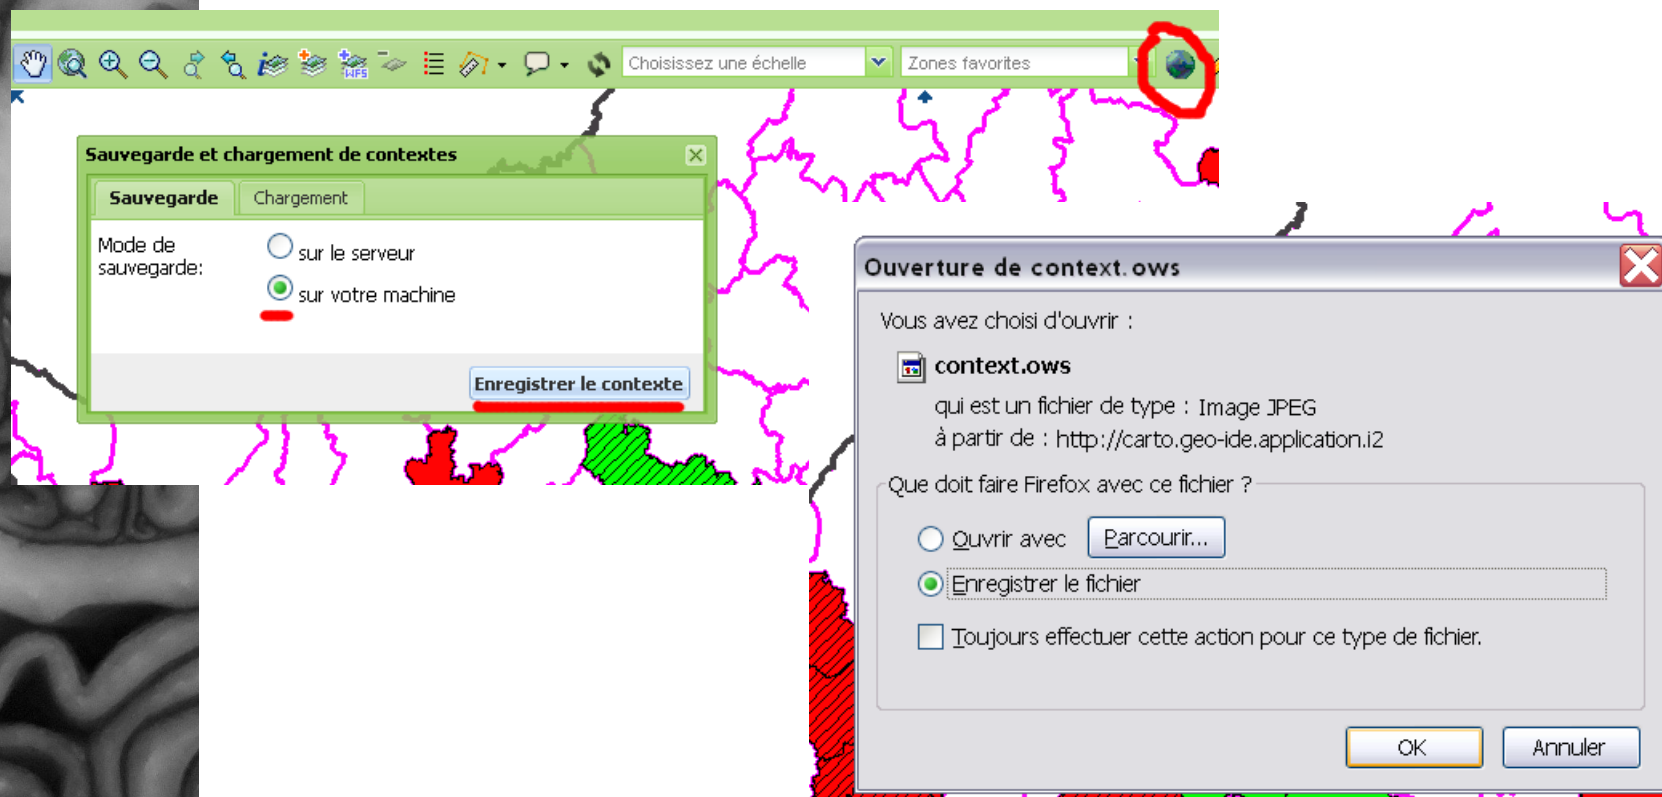 WFS
Choisissez une échelle
Zones favorites
Sauvegarde et chargement de contextes
Sauvegarde
Chargement
Mode de
sauvegarde:
sur le serveur
sur votre machine
Enregistrer le contexte
Ouverture de context.ows
Vous avez choisi d'ouvrir :
context.ows
qui est un fichier de type : Image JPEG
à partir de : http://carto.geo-ide.application.i2
Que doit faire Firefox avec ce fichier ?
Ouvrir avec
Parcourir...
Enregistrer le fichier
Toujours effectuer cette action pour ce type de fichier.
OK
Annuler